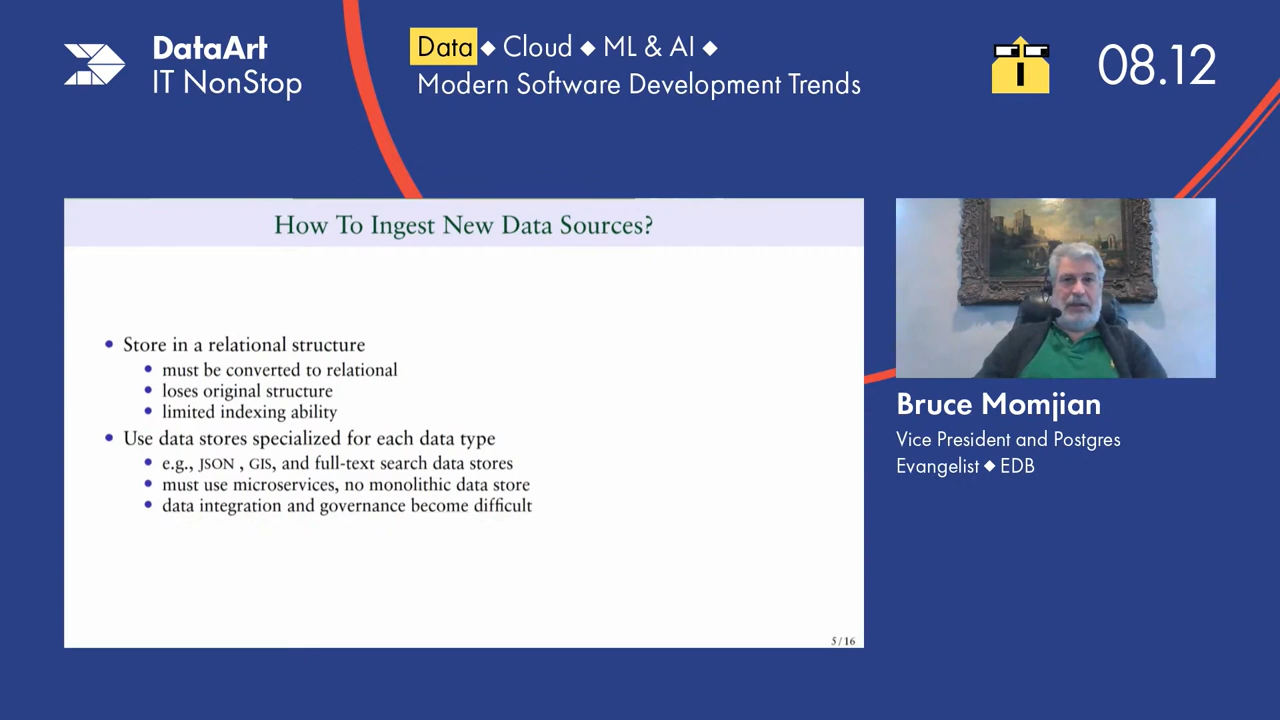 DataArt
IT NonStop
Data ◆ Cloud ◆ ML & AI ◆
Modern Software Development Trends
08.12
How To Ingest New Data Sources?
• Store in a relational structure
• must be converted to relational
• loses original structure
• limited indexing ability
• Use data stores specialized for each data type
• e.g., JSON , GIS, and full-text search data stores
• must use microservices, no monolithic data store
• data integration and governance become difficult
5 / 16
Bruce Momjian
Vice President and Postgres
Evangelist ◆ EDB